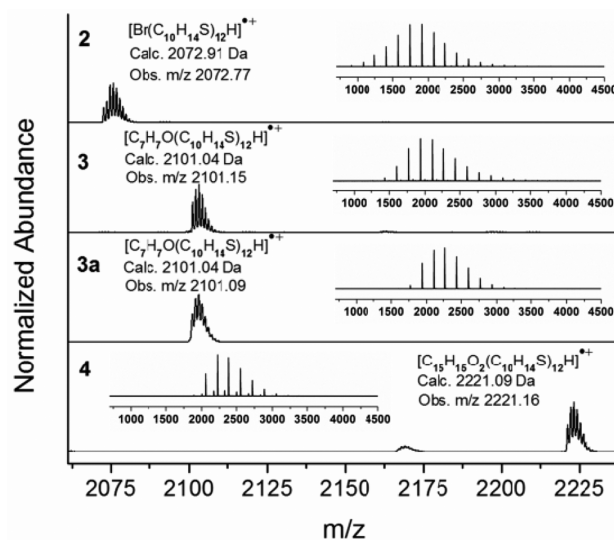 Normalized Abundance
2
[Br(C10H14S)12H]•+
Calc. 2072.91 Da
Obs. m/z 2072.77
1000 1500 2000 2500 3000 3500 4000 4500
3
[C7H7O(C10H14S)12H]•+
Calc. 2101.04 Da
Obs. m/z 2101.15
1000 1500 2000 2500 3000 3500 4000 4500
3a
[C7H7O(C10H14S)12H]•+
Calc. 2101.04 Da
Obs. m/z 2101.09
1000 1500 2000 2500 3000 3500 4000 4500
4
1000 1500 2000 2500 3000 3500 4000 4500
[C15H15O2(C10H14S)12H]•+
Calc. 2221.09 Da
Obs. m/z 2221.16
2075 2100 2125 2150 2175 2200 2225
m/z